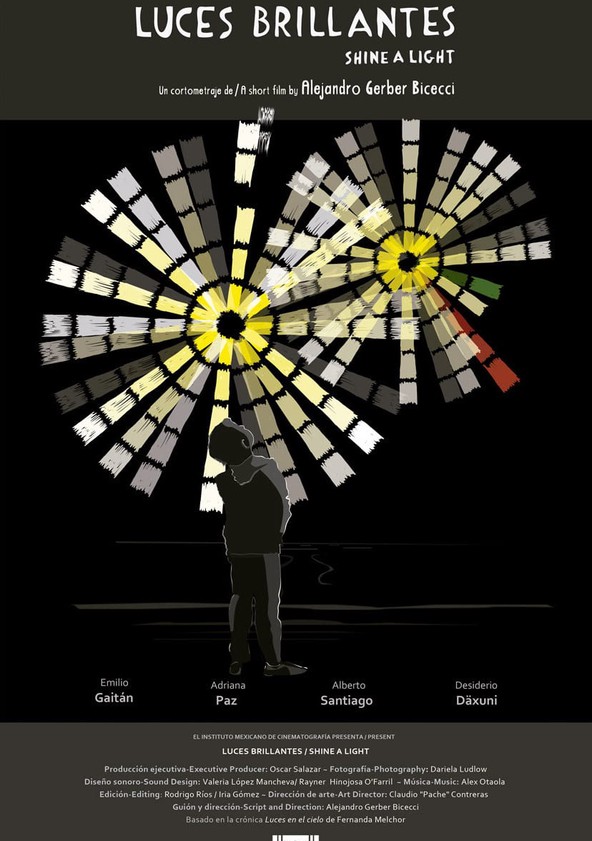 LUCES BRILLANTES
SHINE A LIGHT
Un cortometraje de / A short film by Alejandro Gerber Bicecci
Emilio Gaitán
Adriana Paz
Alberto Santiago
Desiderio Däxuni
EL INSTITUTO MEXICANO DE CINEMATOGRAFÍA PRESENTA / PRESENT
LUCES BRILLANTES / SHINE A LIGHT
Producción ejecutiva-Executive Producer: Oscar Salazar ~ Fotografía-Photography: Dariela Ludlow
Diseño sonoro-Sound Design: Valeria López Mancheva/ Rayner Hinojosa O'Farril ~ Música-Music: Alex Otaola
Edición-Editing: Rodrigo Ríos / Iria Gómez ~ Dirección de arte-Art Director: Claudio "Pache" Contreras
Guión y dirección-Script and Direction: Alejandro Gerber Bicecci
Basado en la crónica Luces en el cielo de Fernanda Melchor